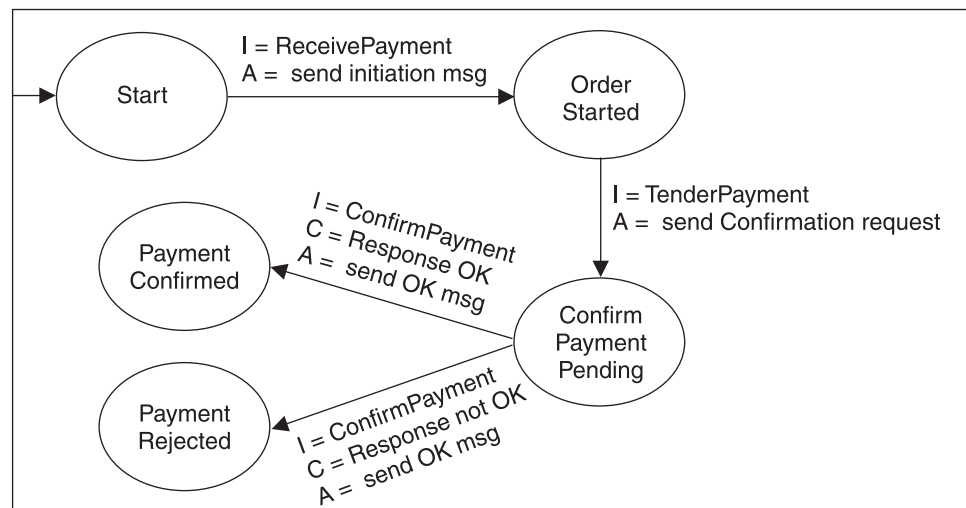 I = ReceivePayment
A = send initiation msg
Start
Order
Started
I = TenderPayment
A = send Confirmation request
I = ConfirmPayment
C = Response OK
A = send OK msg
Payment
Confirmed
Confirm
Payment
Pending
Payment
Rejected
I = ConfirmPayment
C = Response not OK
A = send OK msg